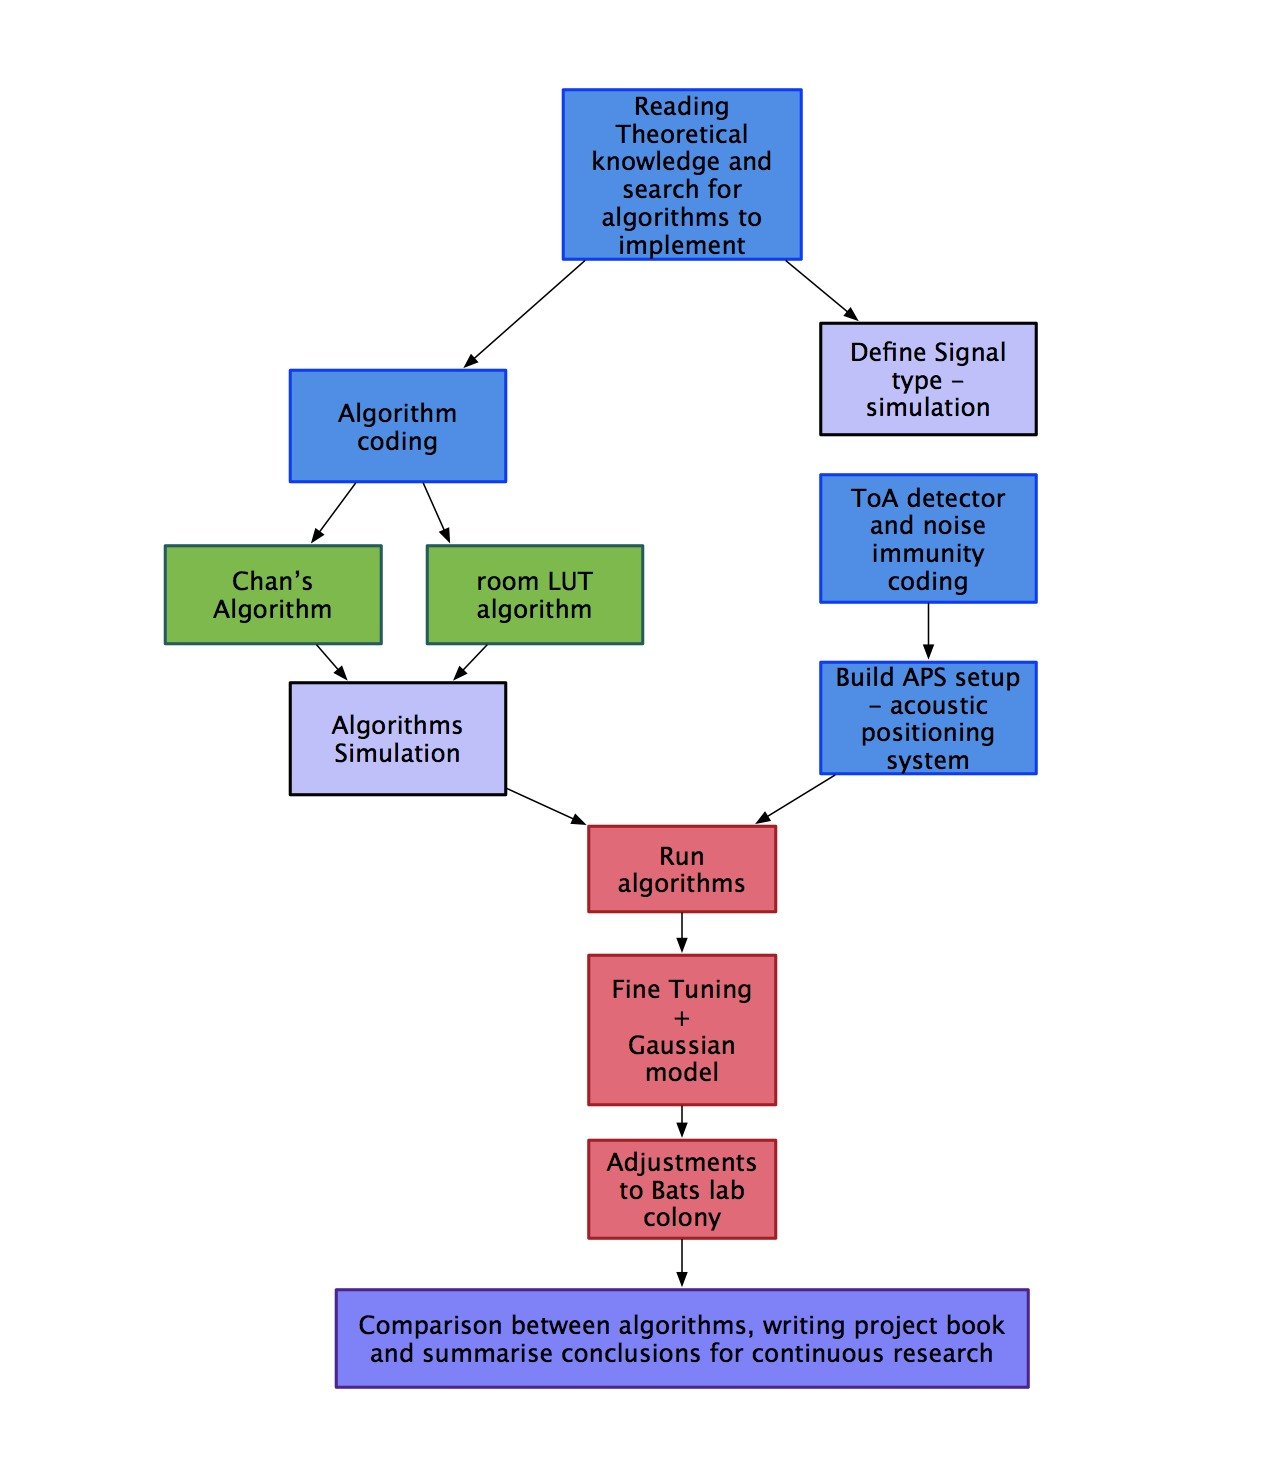 Reading
Theoretical
knowledge and
search for
algorithms to
implement
Define Signal
type –
simulation
Algorithm
coding
ToA detector
and noise
immunity
coding
Chan’s
Algorithm
room LUT
algorithm
Build APS setup
– acoustic
positioning
system
Algorithms
Simulation
Run
algorithms
Fine Tuning
+
Gaussian
model
Adjustments
to Bats lab
colony
Comparison between algorithms, writing project book
and summarise conclusions for continuous research